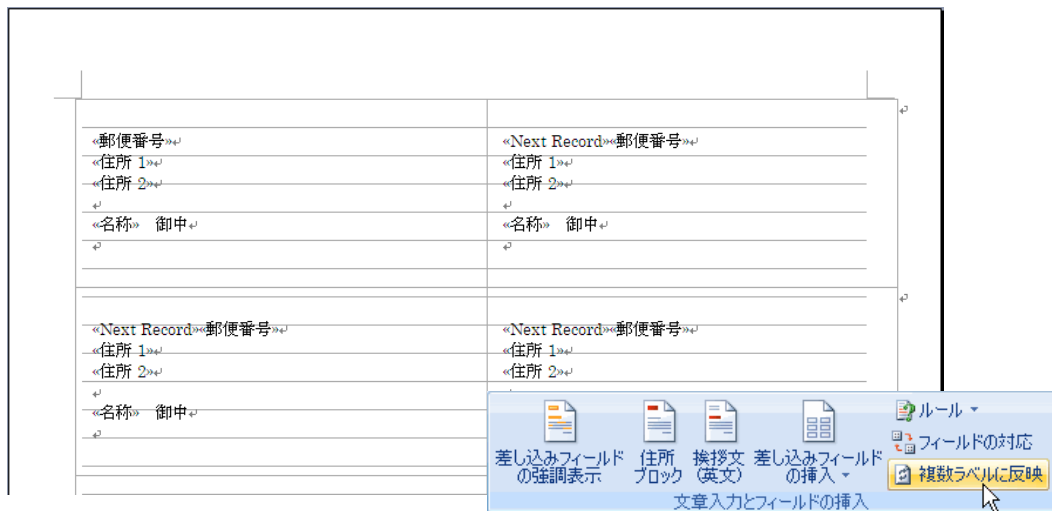 «郵便番号»↵
«住所 1»↵
«住所 2»↵
↵
«名称» 御中↵
↵
«Next Record»«郵便番号»↵
«住所 1»↵
«住所 2»↵
↵
«名称» 御中↵
↵
«Next Record»«郵便番号»↵
«住所 1»↵
«住所 2»↵
↵
«名称» 御中↵
↵
«Next Record»«郵便番号»↵
«住所 1»↵
«住所 2»↵
差し込みフィールド
の強調表示
住所
ブロック
挨拶文
(英文)
差し込みフィールド
の挿入
ルール
フィールドの対応
複数ラベルに反映
文章入力とフィールドの挿入